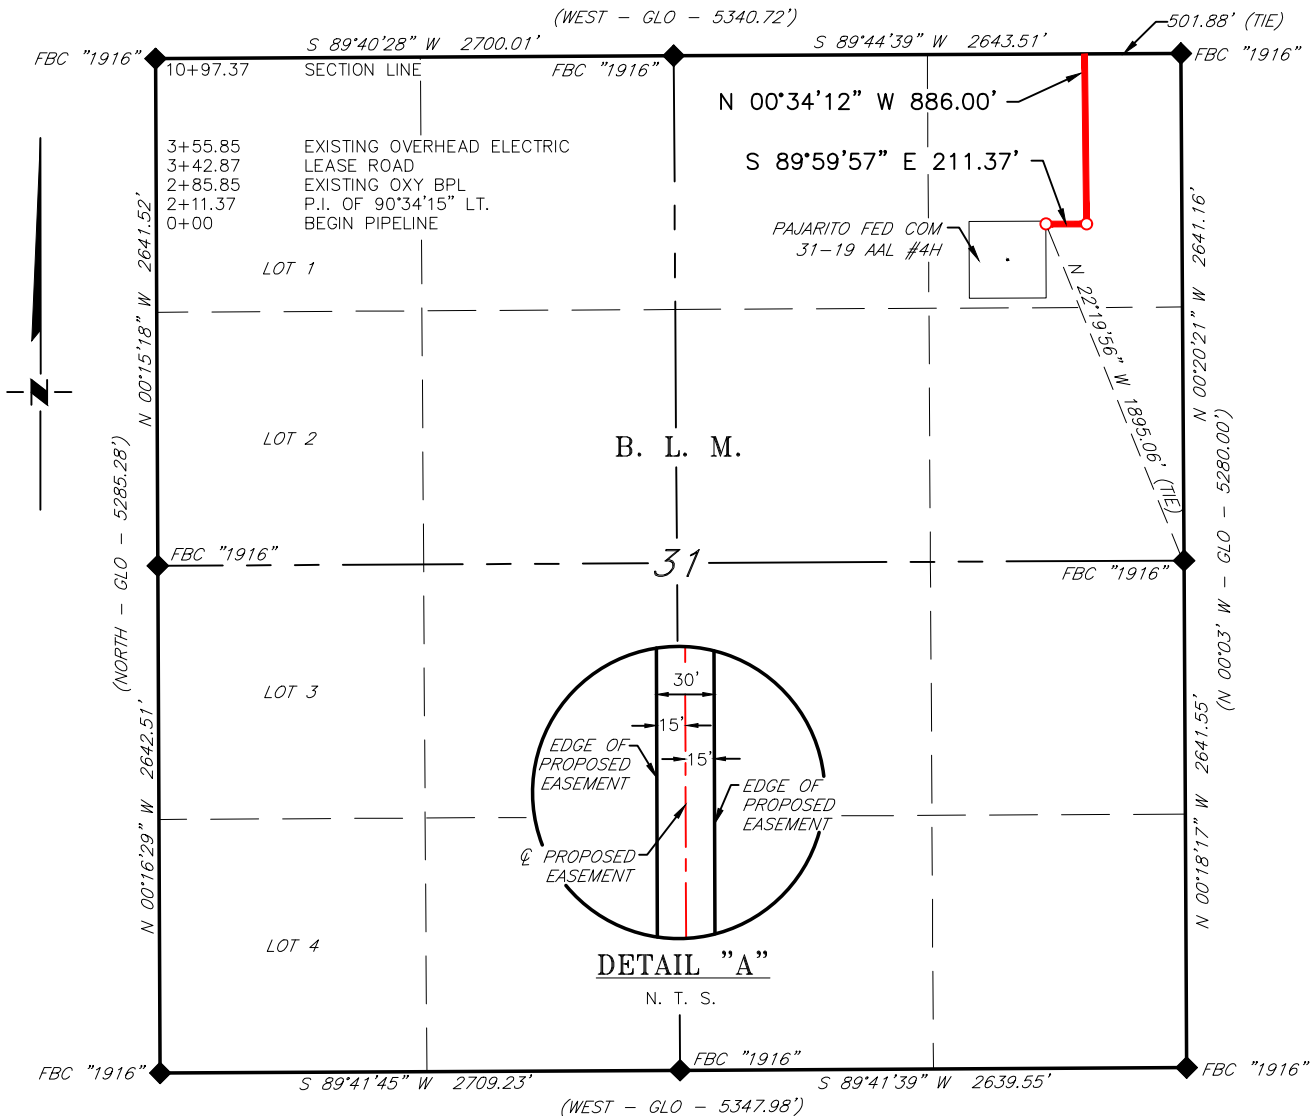 (WEST - GLO - 5340.72')
501.88' (TIE)
S 89°40'28" W 2700.01'
S 89°44'39" W 2643.51'
FBC "1916"
FBC "1916"
FBC "1916"
10+97.37 SECTION LINE
N 00°34'12" W 886.00'
3+55.85 EXISTING OVERHEAD ELECTRIC
3+42.87 LEASE ROAD
2+85.85 EXISTING OXY BPL
2+11.37 P.I. OF 90°34'15" LT.
0+00 BEGIN PIPELINE
S 89°59'57" E 211.37'
PAJARITO FED COM
31-19 AAL #4H
N 00°15'18" W 2641.52'
N 00°20'21" W 2641.16'
N 22°19'56" W 1895.06' (TIE)
LOT 1
N
LOT 2
B. L. M.
(NORTH - GLO - 5285.28')
(N 00°03' W - GLO - 5280.00')
FBC "1916"
31
FBC "1916"
LOT 3
30'
15'
15'
EDGE OF
PROPOSED
EASEMENT
EDGE OF
PROPOSED
EASEMENT
℄ PROPOSED
EASEMENT
N 00°16'29" W 2642.51'
N 00°18'17" W 2641.55'
LOT 4
DETAIL "A"
N. T. S.
FBC "1916"
FBC "1916"
FBC "1916"
S 89°41'45" W 2709.23'
S 89°41'39" W 2639.55'
(WEST - GLO - 5347.98')